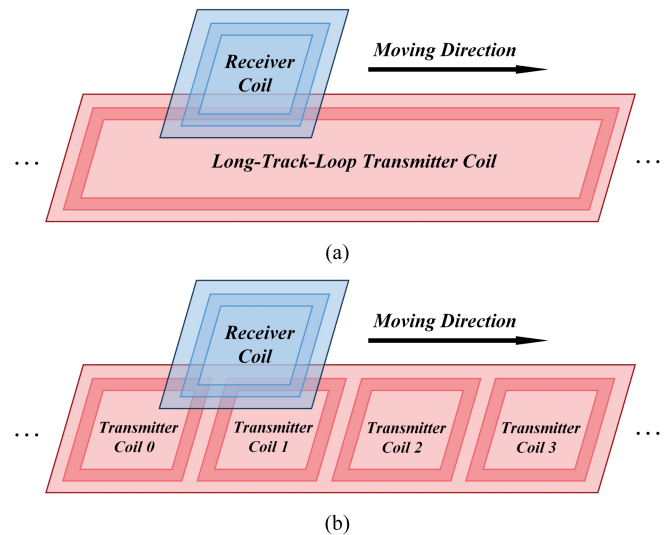 Receiver
Coil
Moving Direction
Long-Track-Loop Transmitter Coil
...
...
(a)
Receiver
Coil
Moving Direction
...
Transmitter
Coil 0
Transmitter
Coil 1
Transmitter
Coil 2
Transmitter
Coil 3
...
(b)